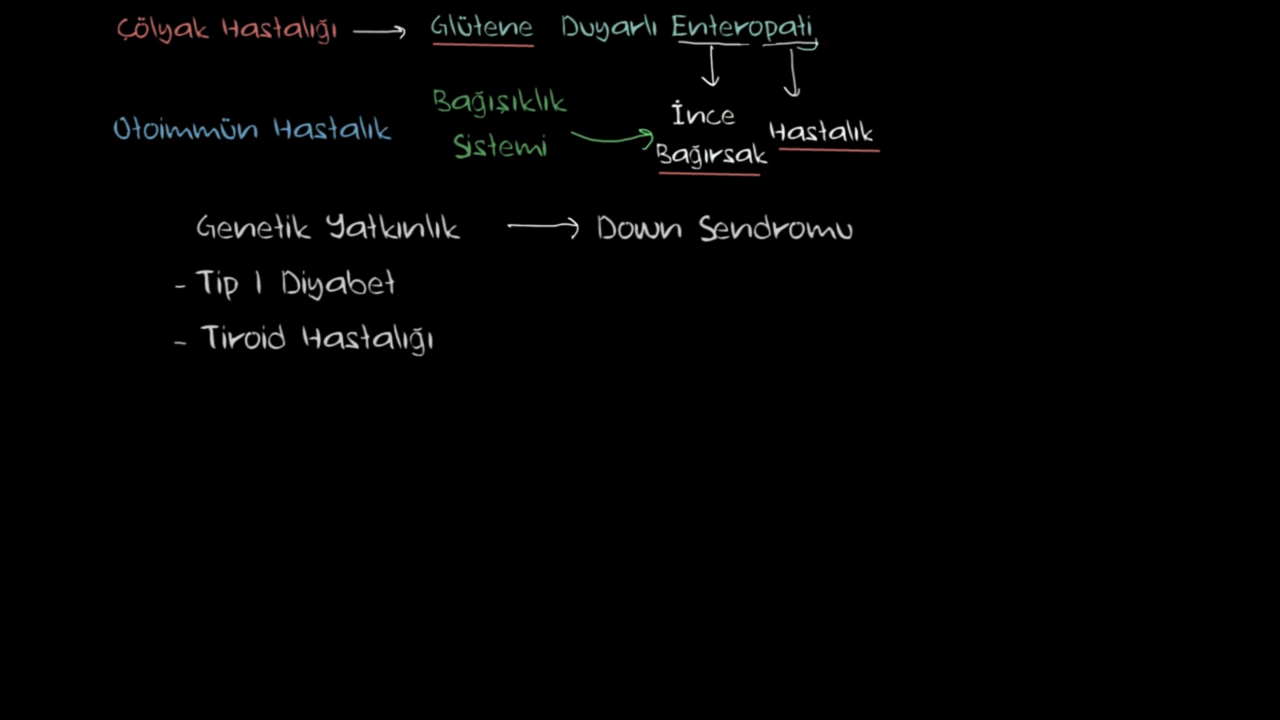 Çölyak Hastalığı → Glütene Duyarlı Enteropati
Otoimmün Hastalık
Bağışıklık
Sistemi
İnce
Bağırsak
Hastalık
Genetik Yatkınlık → Down Sendromu
- Tip 1 Diyabet
- Tiroid Hastalığı